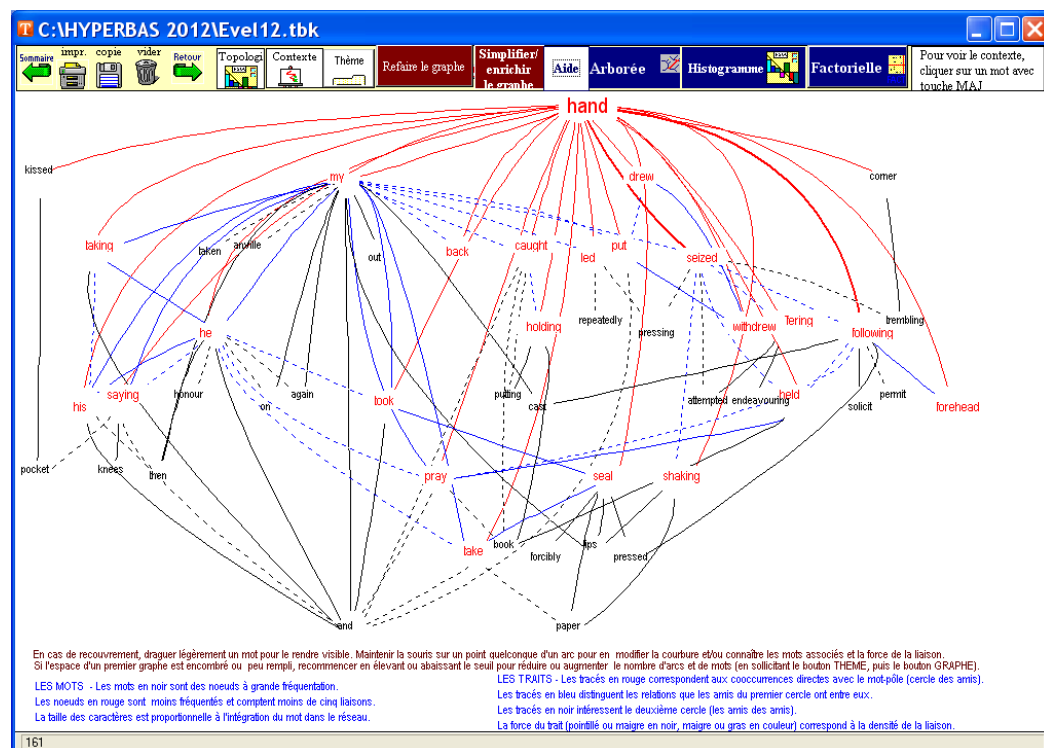 C:\HYPERBAS 2012\Evel12.tbk
Sommaire impr. copie vider Retour Topologi Contexte Thème Refaire le graphe Simplifier/ enrichir le graphe Aide Arborée Histogramme Factorielle Pour voir le contexte, cliquer sur un mot avec touche MAJ
hand
kissed my drew corner
taking taken anville out back caught led put seized
he holding repeatedly pressing withdrew 'fering trembling following
his saying honour on again took putting cast attempted endeavouring held solicit permit forehead
pocket knees then pray seal shaking
take book forcibly lips pressed
and paper
En cas de recouvrement, draguer légèrement un mot pour le rendre visible. Maintenir la souris sur un point quelconque d'un arc pour en modifier la courbure et/ou connaître les mots associés et la force de la liaison.
Si l'espace d'un premier graphe est encombré ou peu rempli, recommencer en élevant ou abaissant le seuil pour réduire ou augmenter le nombre d'arcs et de mots (en sollicitant le bouton THEME, puis le bouton GRAPHE).
LES MOTS - Les mots en noir sont des noeuds à grande fréquentation.
Les noeuds en rouge sont moins fréquentés et comptent moins de cinq liaisons.
La taille des caractères est proportionnelle à l'intégration du mot dans le réseau.
LES TRAITS - Les tracés en rouge correspondent aux cooccurrences directes avec le mot-pôle (cercle des amis).
Les tracés en bleu distinguent les relations que les amis du premier cercle ont entre eux.
Les tracés en noir intéressent le deuxième cercle (les amis des amis).
La force du trait (pointillé ou maigre en noir, maigre ou gras en couleur) correspond à la densité de la liaison.
161